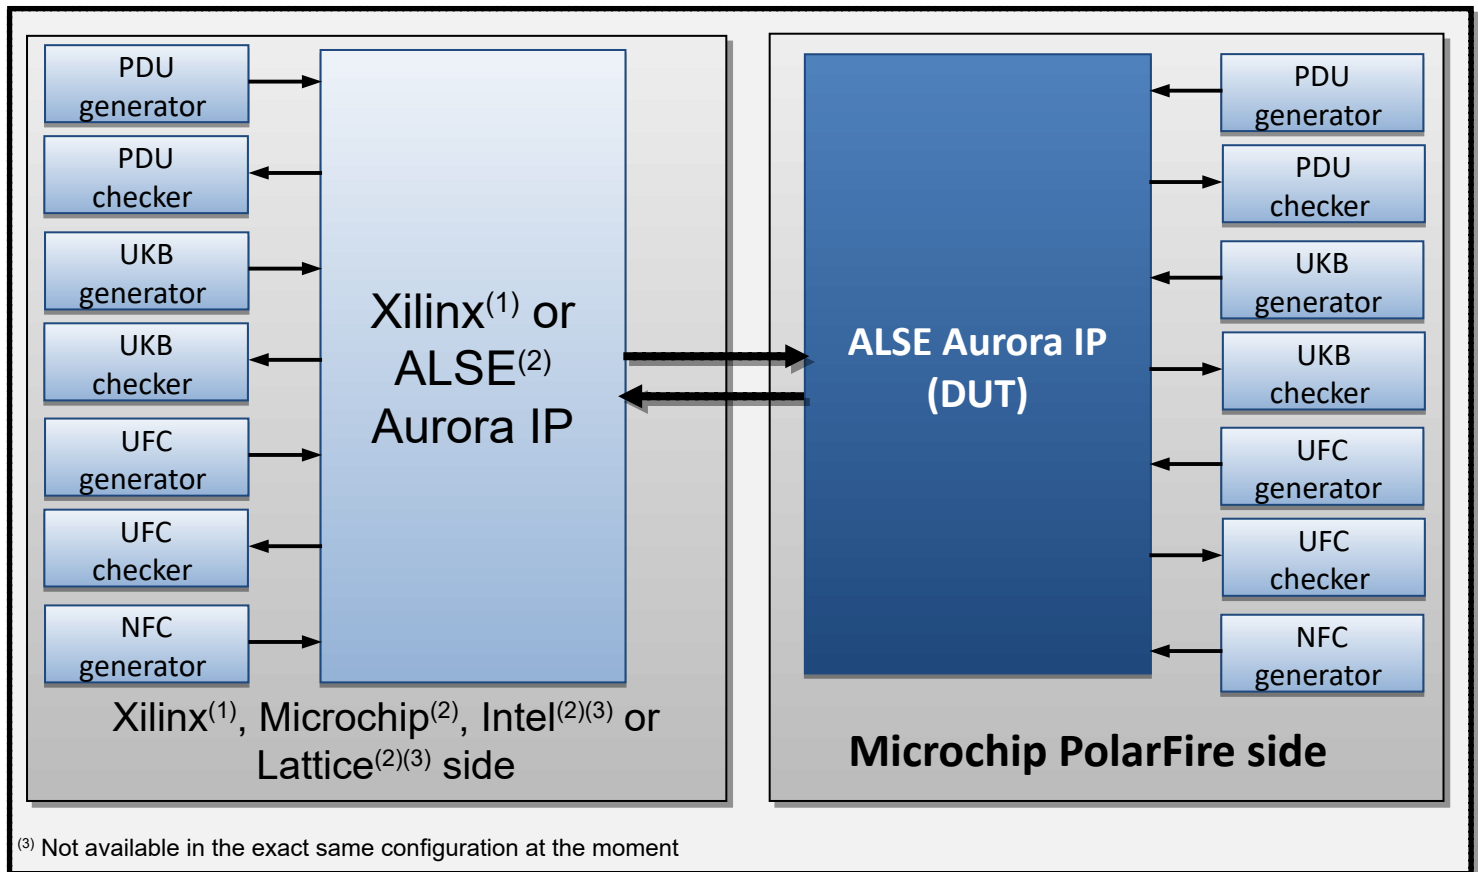 PDU
generator
PDU
checker
UKB
generator
UKB
checker
UFC
generator
UFC
checker
NFC
generator
Xilinx(1) or
ALSE(2)
Aurora IP
Xilinx(1), Microchip(2), Intel(2)(3) or
Lattice(2)(3) side
ALSE Aurora IP
(DUT)
PDU
generator
PDU
checker
UKB
generator
UKB
checker
UFC
generator
UFC
checker
NFC
generator
Microchip PolarFire side
(3) Not available in the exact same configuration at the moment